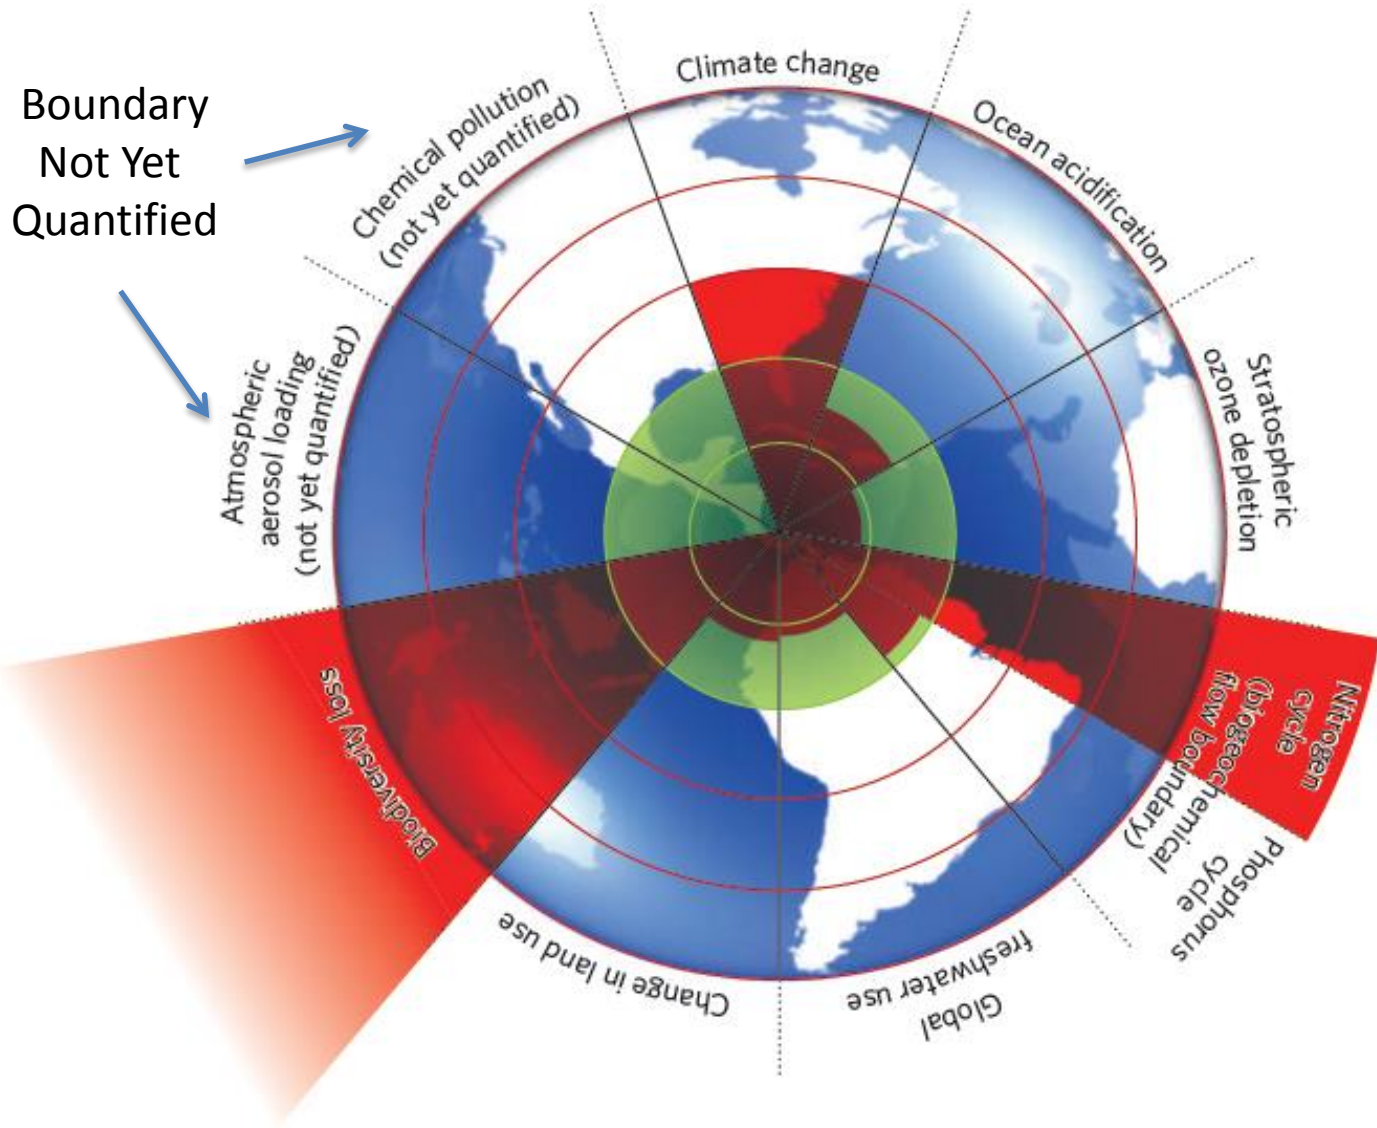 Boundary
Not Yet
Quantified
Climate change
Ocean acidification
Stratospheric
ozone depletion
Nitrogen
cycle
(biogeochemical
flow boundary)
Phosphorus
cycle
Global
freshwater use
Change in land use
Biodiversity loss
Atmospheric
aerosol loading
(not yet quantified)
Chemical pollution
(not yet quantified)